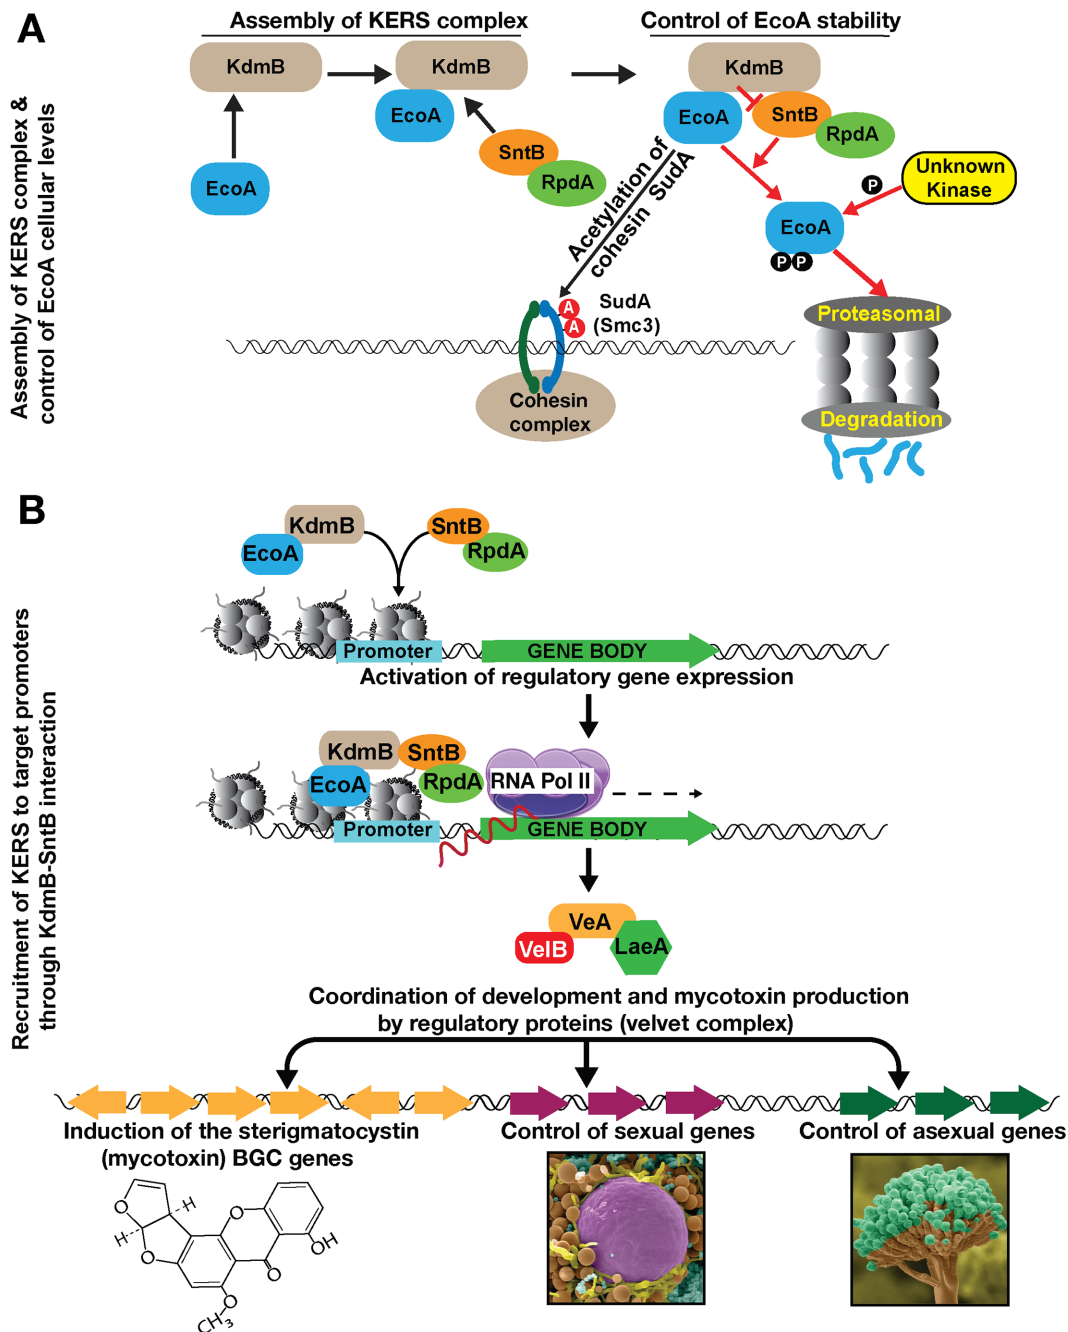 A
Assembly of KERS complex
Control of EcoA stability
Assembly of KERS complex &
control of EcoA cellular levels
KdmB
EcoA
KdmB
EcoA
SntB
RpdA
KdmB
EcoA
SntB
RpdA
Unknown
Kinase
P
EcoA
P
P
Acetylation of
cohesin SudA
A
A
SudA
(Smc3)
Cohesin
complex
Proteasomal
Degradation
B
Recruitment of KERS to target promoters
through KdmB-SntB interaction
KdmB
EcoA
SntB
RpdA
Promoter
GENE BODY
Activation of regulatory gene expression
KdmB
SntB
EcoA
RpdA
RNA Pol II
Promoter
GENE BODY
VeA
VelB
LaeA
Coordination of development and mycotoxin production
by regulatory proteins (velvet complex)
Induction of the sterigmatocystin
(mycotoxin) BGC genes
Control of sexual genes
Control of asexual genes
O
H
H
O
O
OH
O
O
CH3